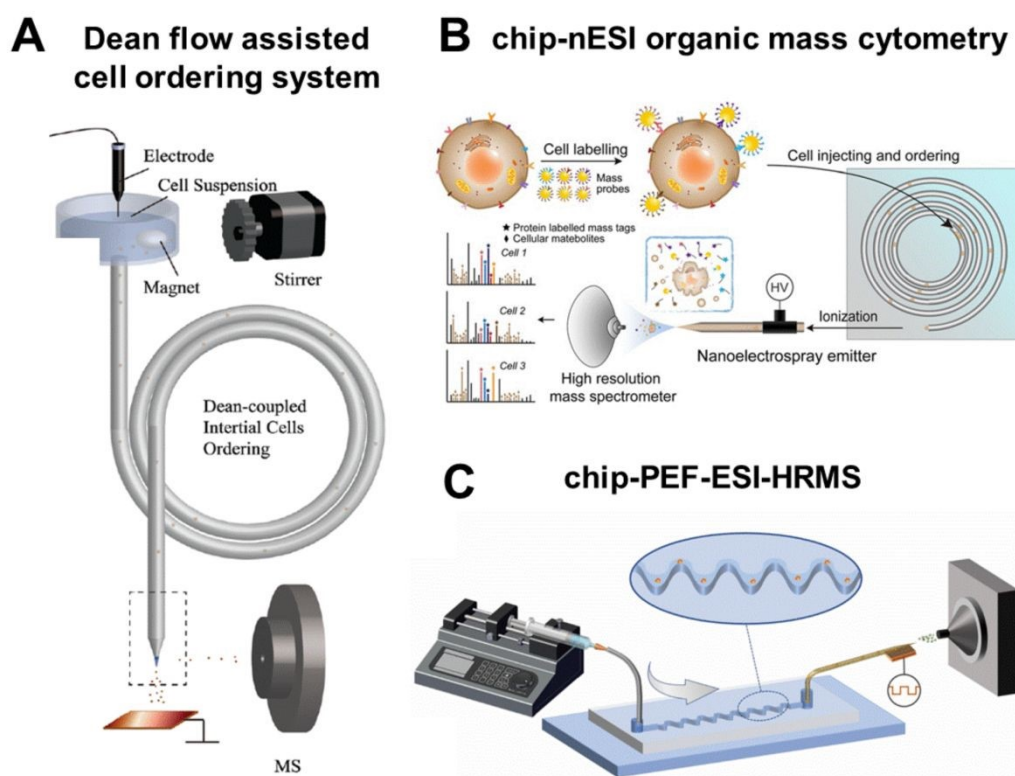 A
Dean flow assisted
cell ordering system
Electrode
Cell Suspension
Magnet
Stirrer
Dean-coupled
Intertial Cells
Ordering
MS
B
chip-nESI organic mass cytometry
Cell labelling
Mass
probes
Cell injecting and ordering
★ Protein labelled mass tags
♦ Cellular matebolites
Cell 1
Cell 2
Cell 3
HV
Ionization
Nanoelectrospray emitter
High resolution
mass spectrometer
C
chip-PEF-ESI-HRMS